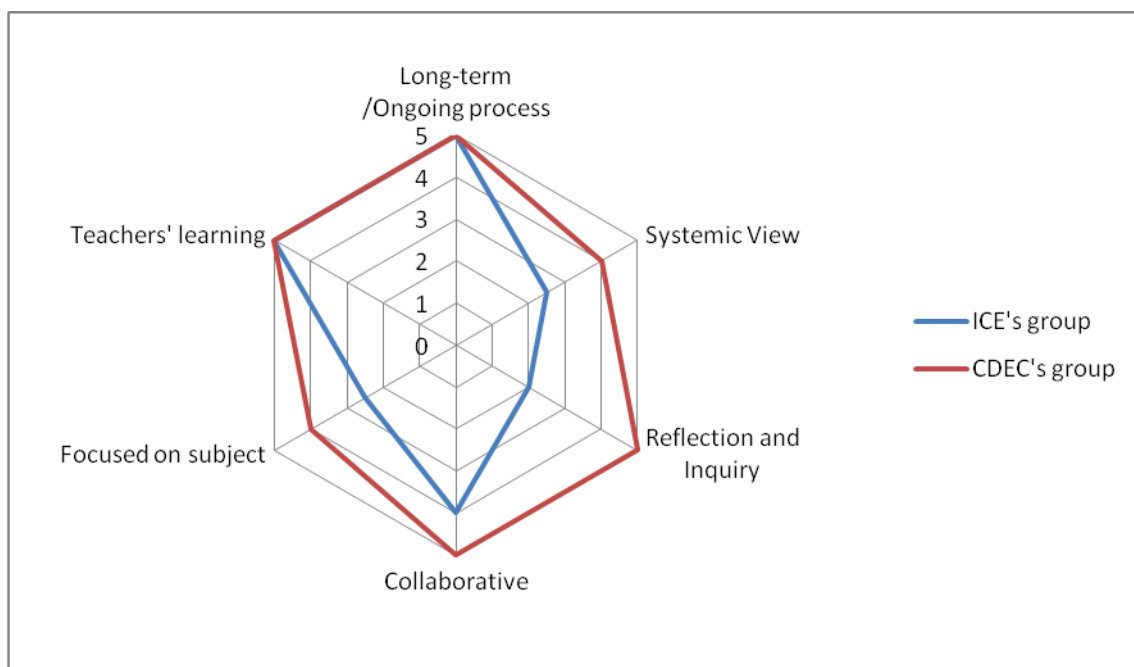 Long-term
/Ongoing process
5
4
3
2
1
0
Systemic View
Reflection and
Inquiry
Collaborative
Focused on subject
Teachers' learning
ICE's group
CDEC's group